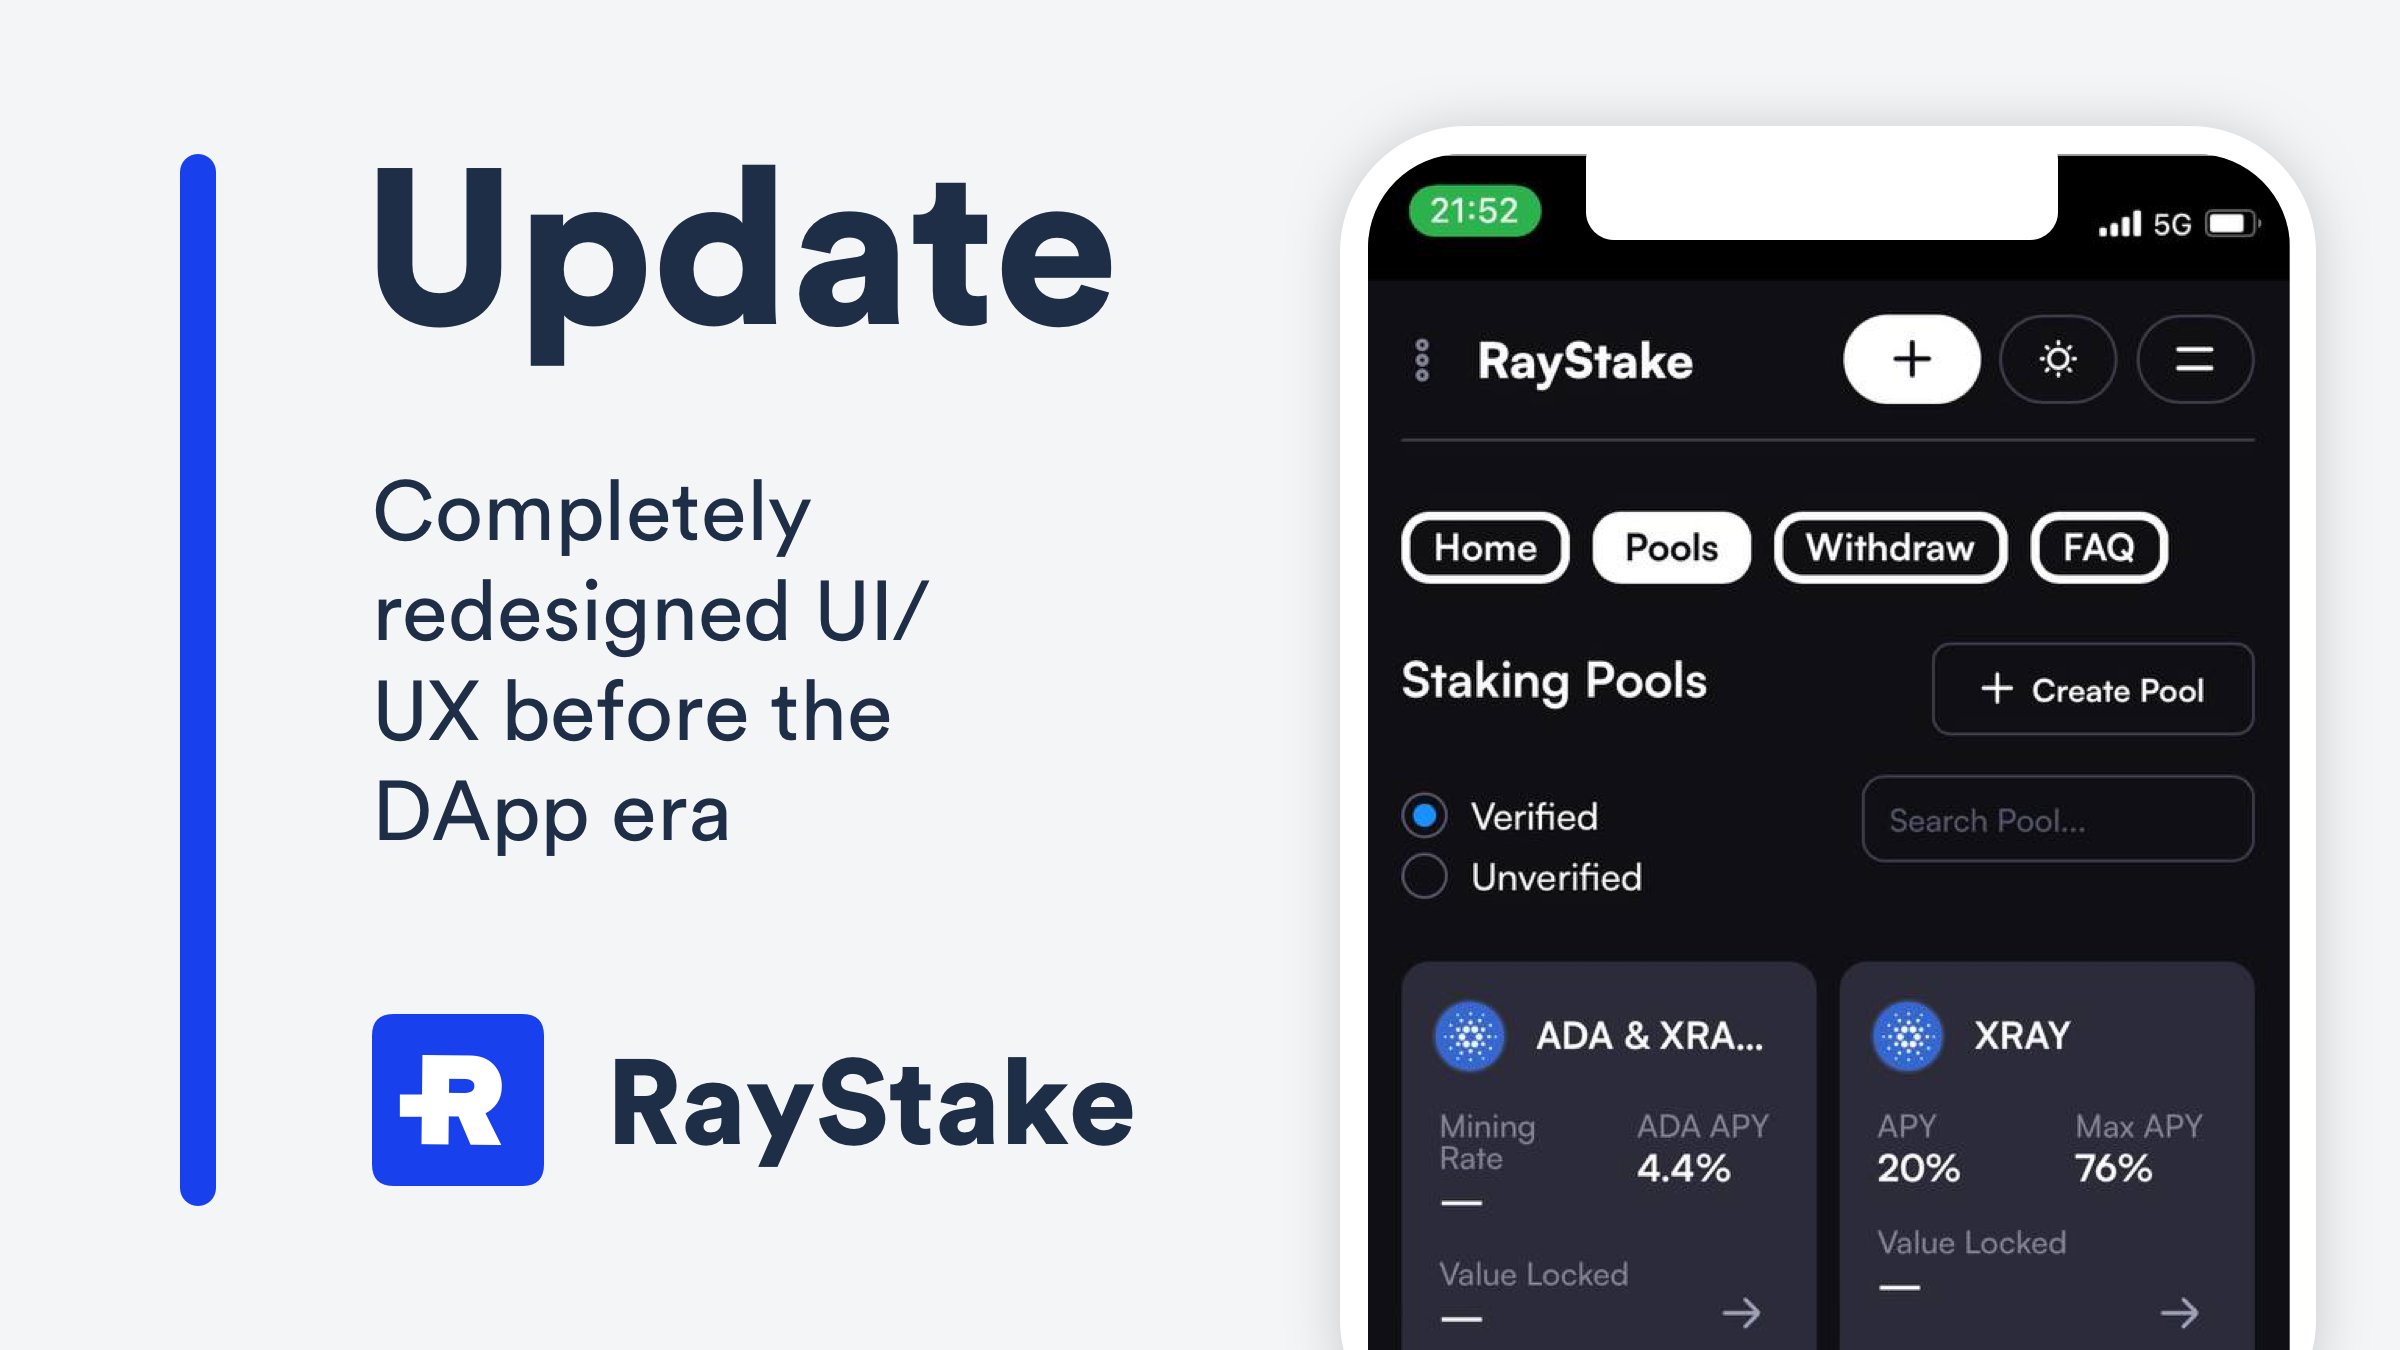 Update
Completely
redesigned UI/
UX before the
DApp era
RayStake
21:52
5G
RayStake
Home
Pools
Withdraw
FAQ
Staking Pools
+ Create Pool
Verified
Search Pool...
Unverified
ADA & XRA...
Mining
Rate
—
ADA APY
4.4%
Value Locked
—
XRAY
APY
20%
Max APY
76%
Value Locked
—